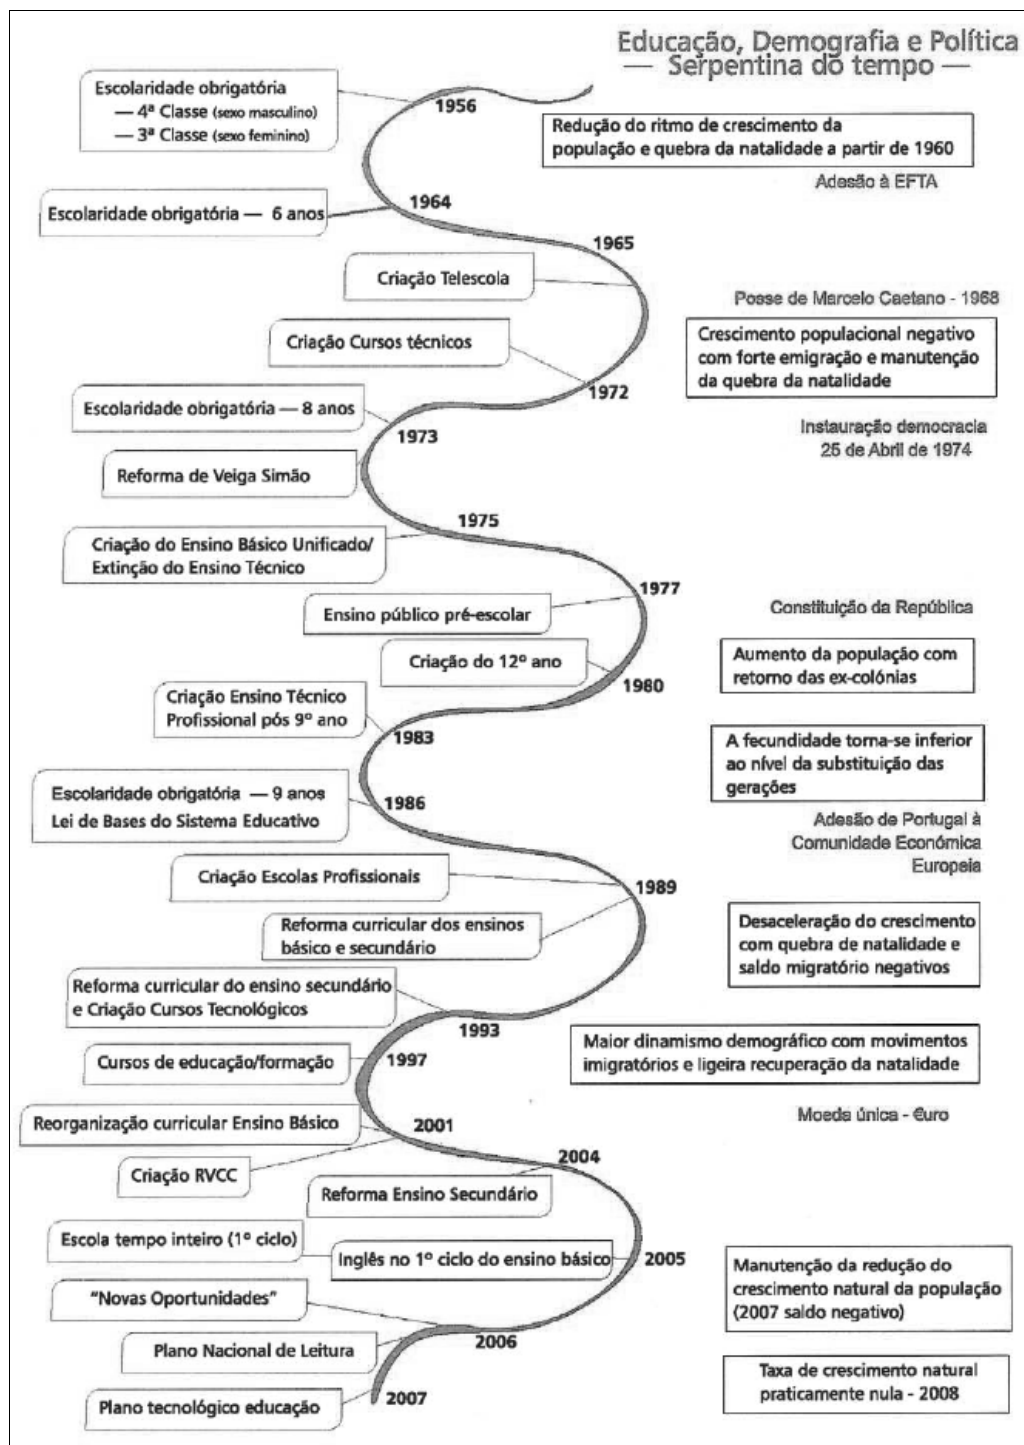 Educação, Demografia e Política
— Serpentina do tempo —
Escolaridade obrigatória
— 4ª Classe (sexo masculino)
— 3ª Classe (sexo feminino)
1956
Redução do ritmo de crescimento da
população e quebra da natalidade a partir de 1960
Adesão à EFTA
Escolaridade obrigatória — 6 anos
1964
1965
Criação Telescola
Posse de Marcelo Caetano - 1968
Criação Cursos técnicos
Crescimento populacional negativo
com forte emigração e manutenção
da quebra da natalidade
1972
Escolaridade obrigatória — 8 anos
1973
Instauração democracia
25 de Abril de 1974
Reforma de Veiga Simão
1975
Criação do Ensino Básico Unificado/
Extinção do Ensino Técnico
1977
Ensino público pré-escolar
Constituição da República
Criação do 12º ano
1980
Aumento da população com
retorno das ex-colónias
Criação Ensino Técnico
Profissional pós 9º ano
1983
A fecundidade torna-se inferior
ao nível da substituição das
gerações
Escolaridade obrigatória — 9 anos
Lei de Bases do Sistema Educativo
1986
Adesão de Portugal à
Comunidade Económica
Europeia
Criação Escolas Profissionais
1989
Reforma curricular dos ensinos
básico e secundário
Desaceleração do crescimento
com quebra de natalidade e
saldo migratório negativos
Reforma curricular do ensino secundário
e Criação Cursos Tecnológicos
1993
Maior dinamismo demográfico com movimentos
imigratórios e ligeira recuperação da natalidade
Cursos de educação/formação
1997
Moeda única - €uro
Reorganização curricular Ensino Básico
2001
Criação RVCC
2004
Reforma Ensino Secundário
Escola tempo inteiro (1º ciclo)
Inglês no 1º ciclo do ensino básico
2005
Manutenção da redução do
crescimento natural da população
(2007 saldo negativo)
"Novas Oportunidades"
2006
Plano Nacional de Leitura
Taxa de crescimento natural
praticamente nula - 2008
Plano tecnológico educação
2007